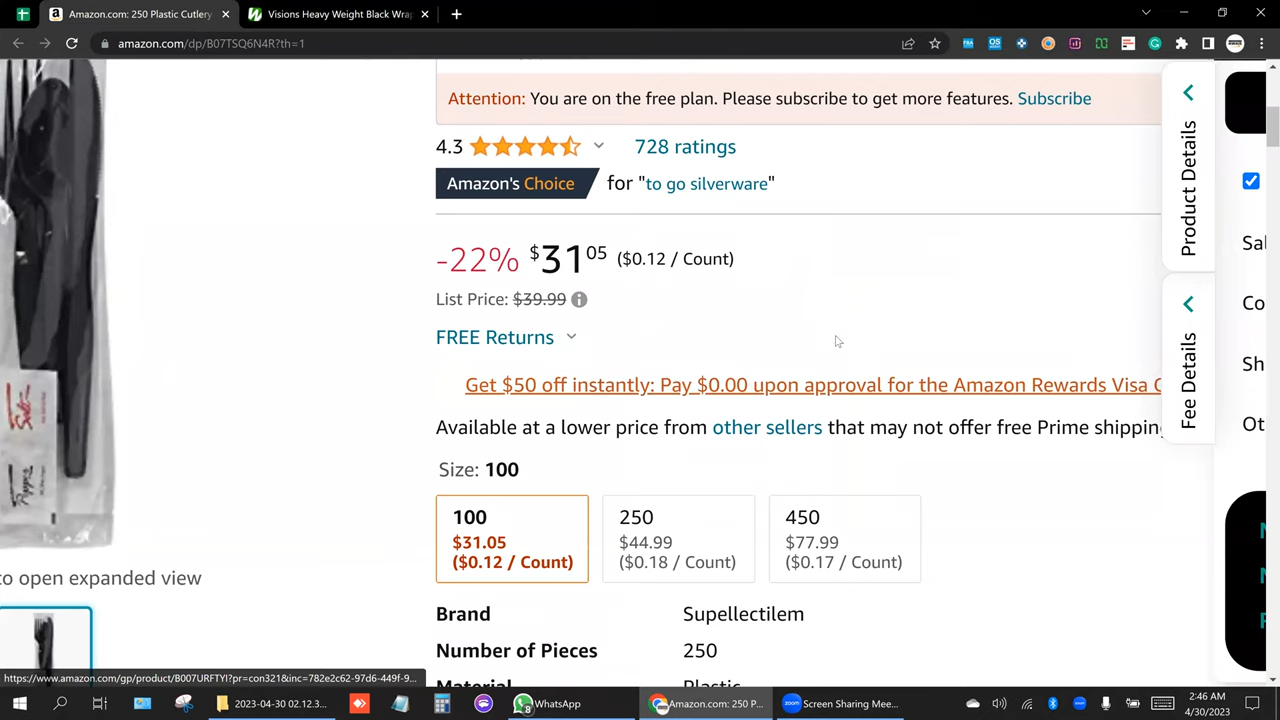 Amazon.com: 250 Plastic Cutlery
Visions Heavy Weight Black Wrap
amazon.com/dp/B07TSQ6N4R?th=1
Attention: You are on the free plan. Please subscribe to get more features. Subscribe
4.3
728 ratings
Amazon's Choice for "to go silverware"
-22% $31 05 ($0.12 / Count)
List Price: $39.99
FREE Returns
Get $50 off instantly: Pay $0.00 upon approval for the Amazon Rewards Visa C
Available at a lower price from other sellers that may not offer free Prime shipping
Size: 100
100
$31.05
($0.12 / Count)
250
$44.99
($0.18 / Count)
450
$77.99
($0.17 / Count)
Brand Supellectilem
Number of Pieces 250
Material Plastic
Product Details
Fee Details
Sal
Co
Sh
Ot
to open expanded view
https://www.amazon.com/gp/product/B007URFTYI?pr=con321&inc=782e2c62-97d6-449f-9...
2023-04-30 02.12.3...
WhatsApp
Amazon.com: 250 P...
Screen Sharing Mee...
2:46 AM
4/30/2023